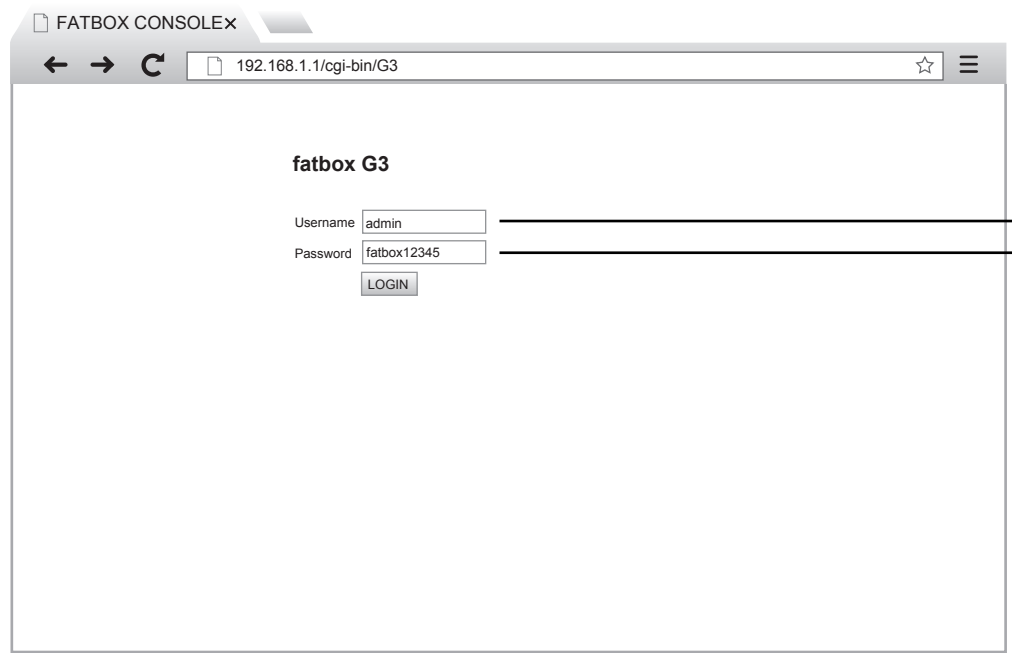 FATBOX CONSOLE
192.168.1.1/cgi-bin/G3
fatbox G3
Username admin
Password fatbox12345
LOGIN